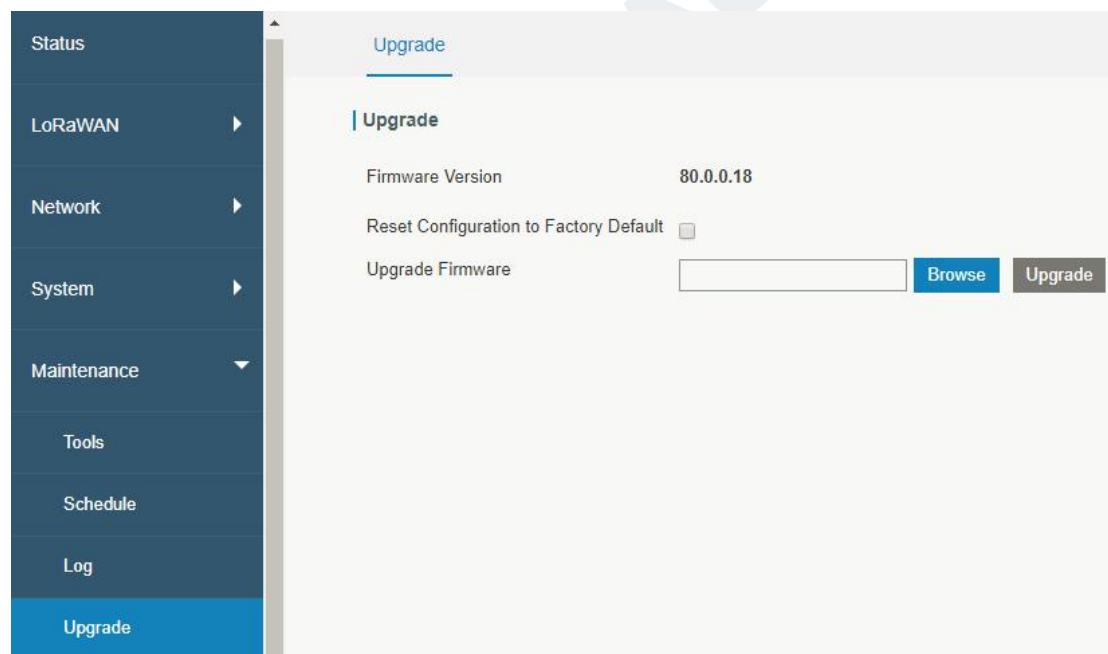 Status
LoRaWAN
Network
System
Maintenance
Tools
Schedule
Log
Upgrade
Upgrade
Upgrade
Firmware Version 80.0.0.18
Reset Configuration to Factory Default
Upgrade Firmware Browse Upgrade